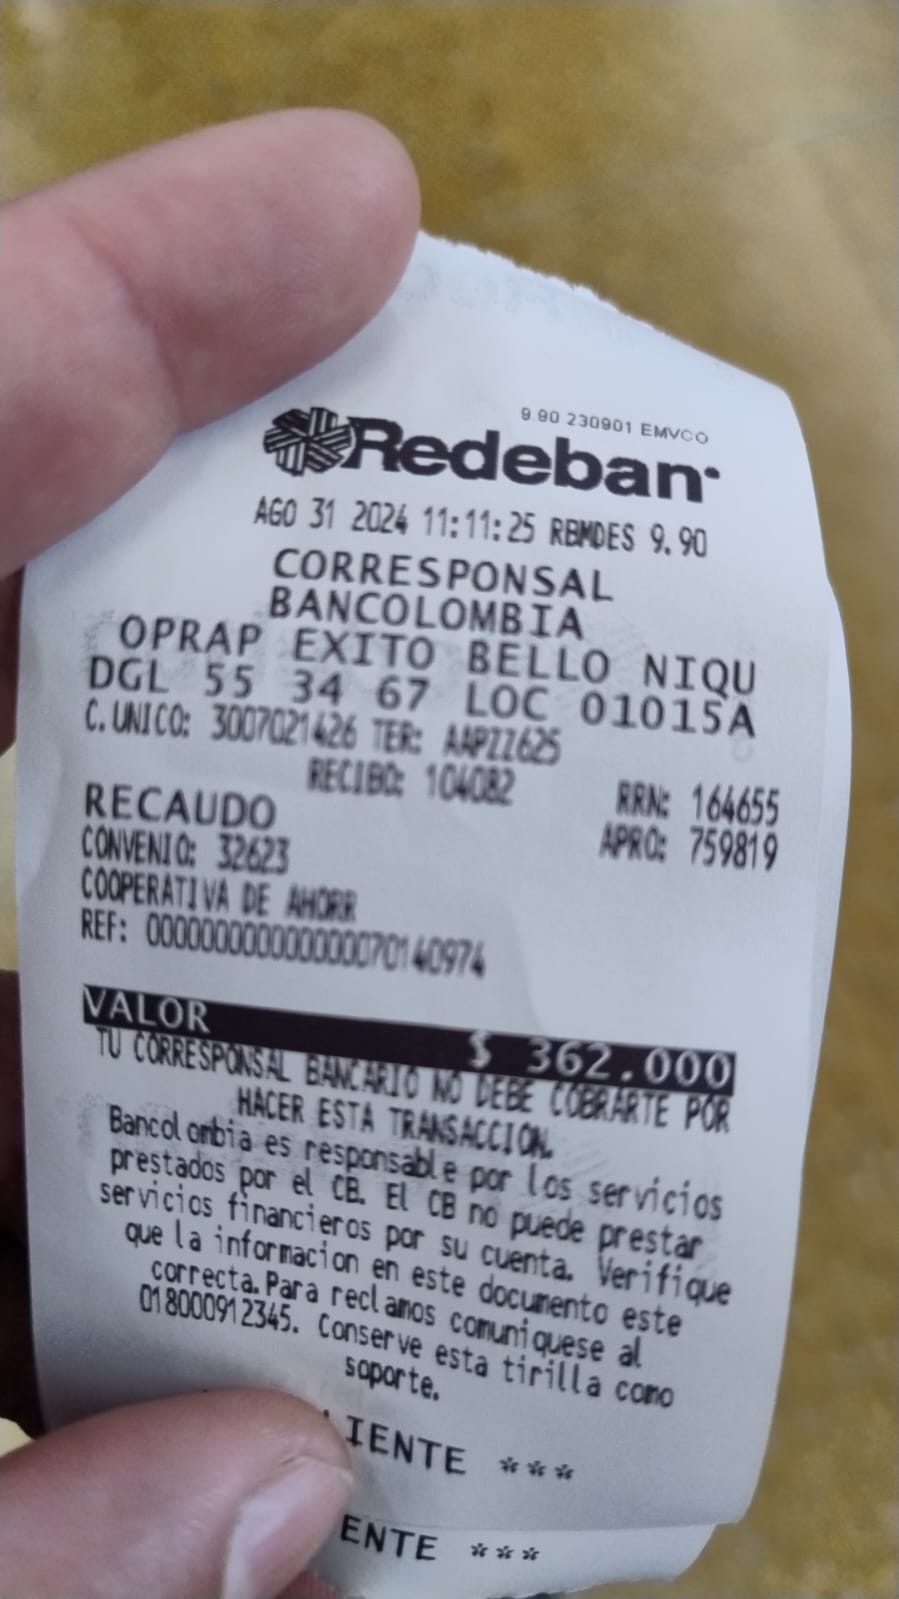 9.90 230901 EMVCO
Redeban
AGO 31 2024 11:11:25 RBMDES 9.90
CORRESPONSAL
BANCOLOMBIA
OPRAP EXITO BELLO NIQU
DGL 55 34 67 LOC 01015A
C. UNICO: 3007021426 TER: AAPZZ625
RECIBO: 104082 RRN: 164655
RECAUDO APRO: 759819
CONVENIO: 32623
COOPERATIVA DE AHORR
REF: 000000000000000070140974
VALOR $ 362.000
TU CORRESPONSAL BANCARIO NO DEBE COBRARTE POR
HACER ESTA TRANSACCION.
Bancolombia es responsable por los servicios
prestados por el CB. El CB no puede prestar
servicios financieros por su cuenta. Verifique
que la informacion en este documento este
correcta. Para reclamos comuniquese al
018000912345. Conserve esta tirilla como
soporte.
IENTE ***
ENTE ***